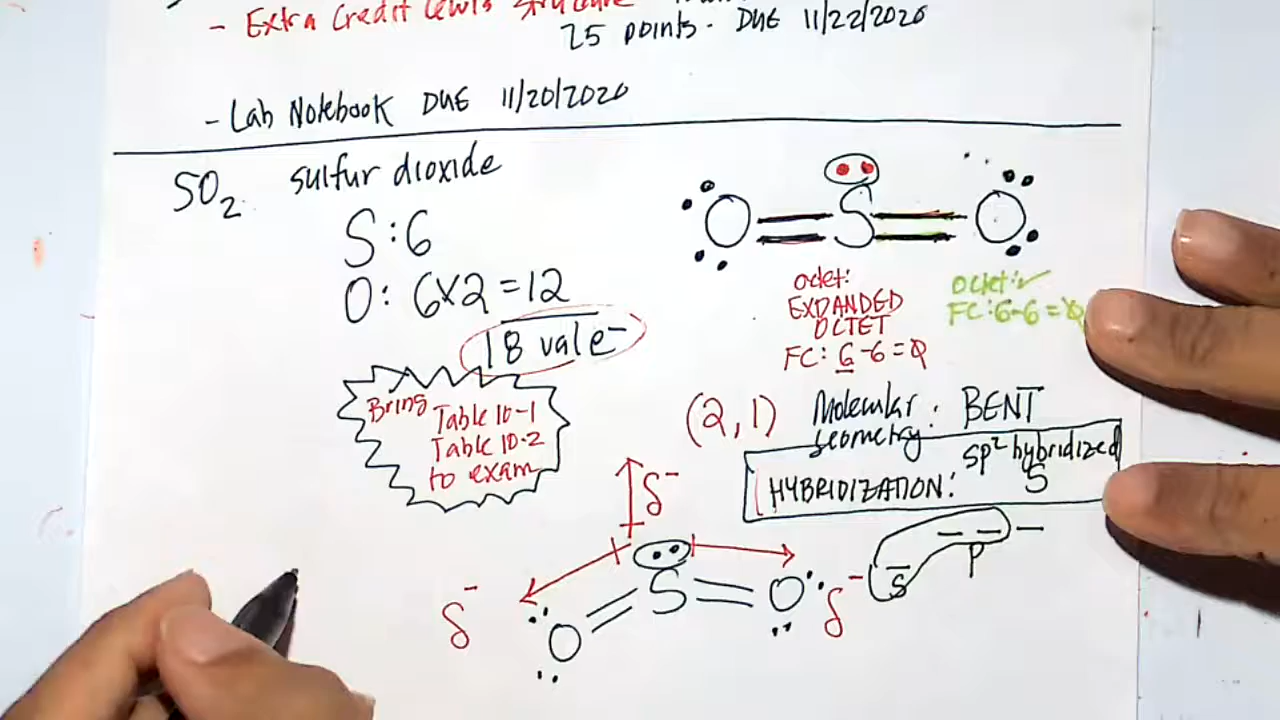 - Extra Credit Lewis Structure
25 points. DUE 11/22/2020
- Lab Notebook DUE 11/20/2020
SO2 sulfur dioxide
S:6
O: 6x2=12
18 val e-
Bring
Table 10-1
Table 10-2
to exam
O S O
octet:
EXPANDED
OCTET
FC: 6-6=0
Octet:✓
FC:6-6=0
(2,1)
Molecular
Geometry: BENT
HYBRIDIZATION: sp2 hybridized
S
S P
δ-
δ- O S O δ-